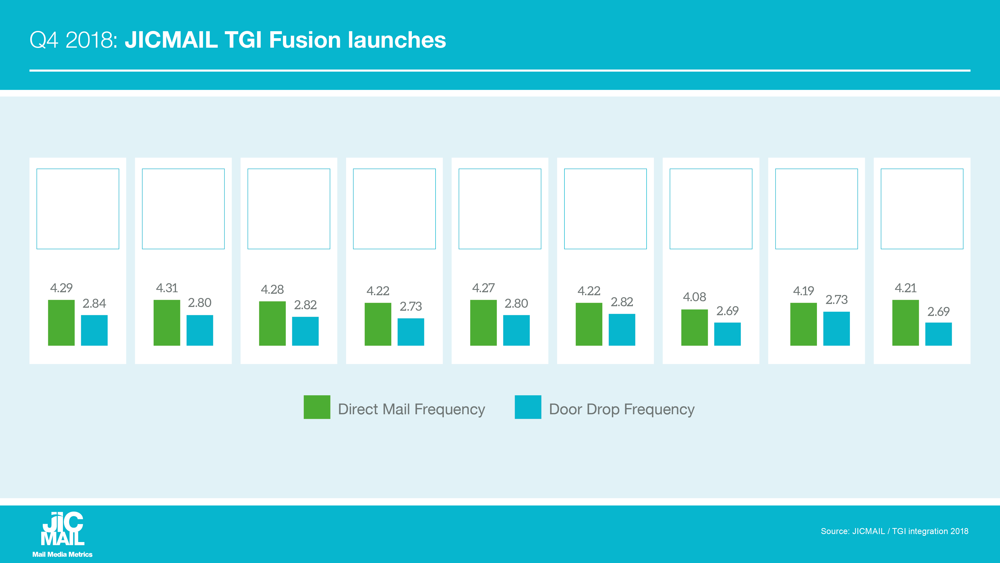 Q4 2018: JICMAIL TGI Fusion launches
4.29 2.84
4.31 2.80
4.28 2.82
4.22 2.73
4.27 2.80
4.22 2.82
4.08 2.69
4.19 2.73
4.21 2.69
Direct Mail Frequency
Door Drop Frequency
JIC
MAIL
Mail Media Metrics
Source: JICMAIL / TGI integration 2018